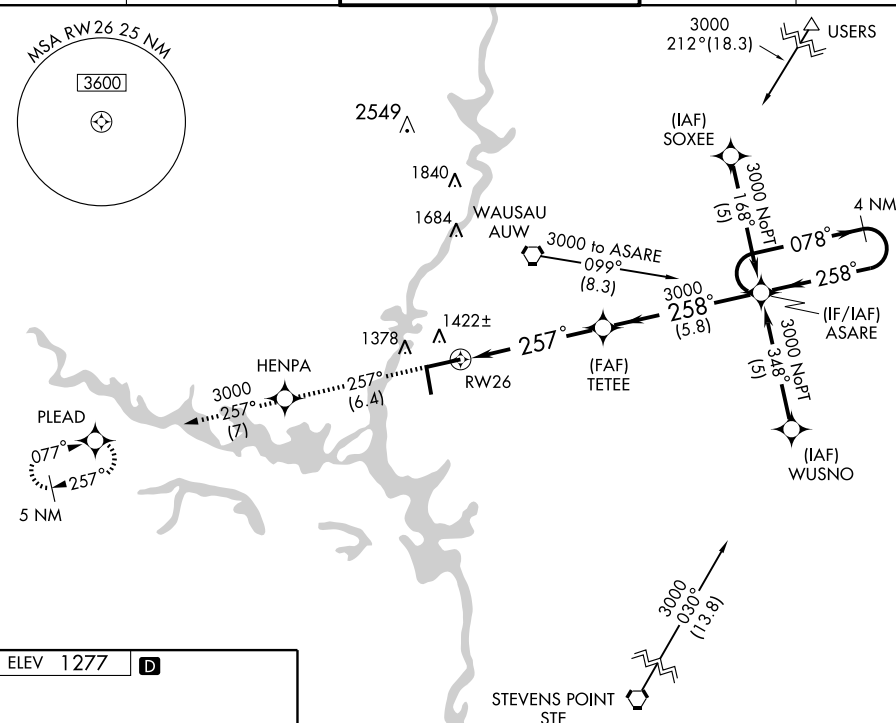 MSA RW 26 25 NM
3600
3000
212°(18.3)
USERS
2549
(IAF)
SOXEE
1840
3000 NoPT
168°
(5)
4 NM
1684
WAUSAU
AUW
3000 to ASARE
099°
(8.3)
078°
258°
3000
258°
(5.8)
(IF/IAF)
ASARE
1422±
1378
257°
HENPA
RW26
(FAF)
TETEE
3000 NoPT
348°
(5)
257°
(6.4)
3000
257°
(7)
PLEAD
077°
257°
5 NM
(IAF)
WUSNO
3000
030°
(13.8)
ELEV 1277 D
STEVENS POINT